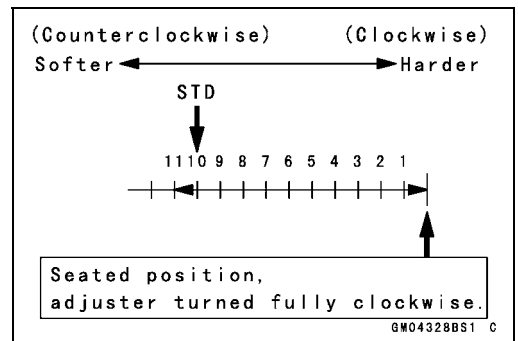 (Counterclockwise) (Clockwise)
Softer Harder
STD
11 10 9 8 7 6 5 4 3 2 1
Seated position,
adjuster turned fully clockwise.
GM04328BS1 C